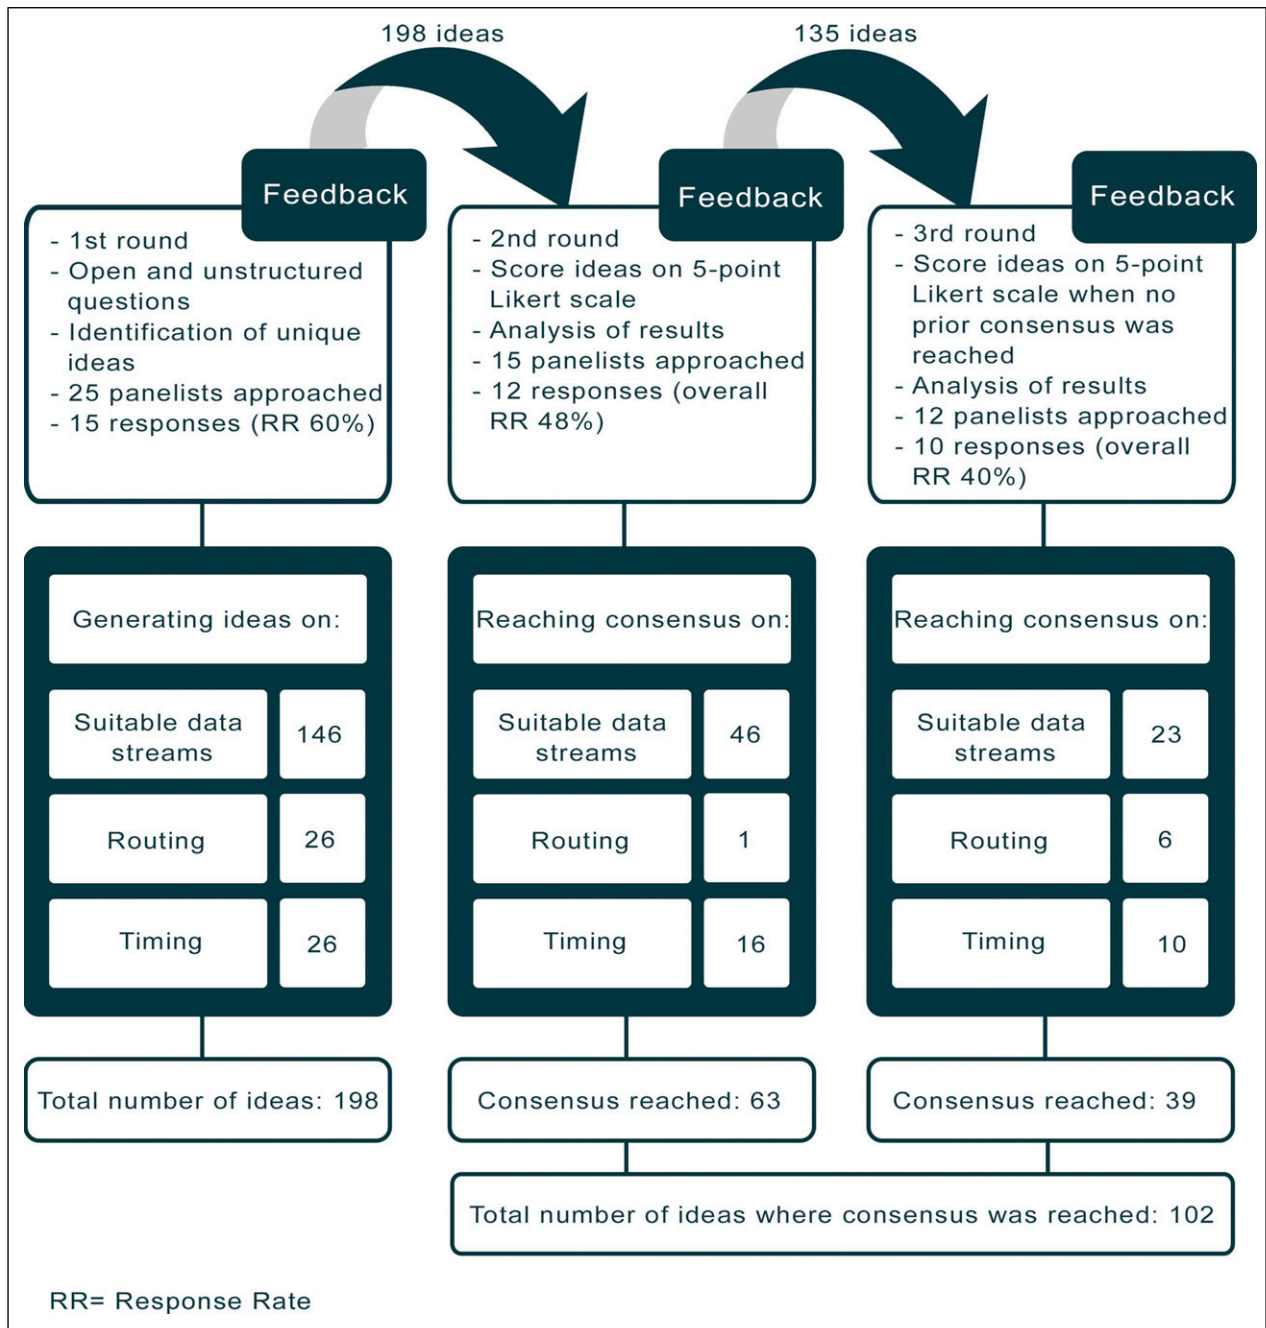 198 ideas
135 ideas
Feedback
Feedback
Feedback
- 1st round
- Open and unstructured
questions
- Identification of unique
ideas
- 25 panelists approached
- 15 responses (RR 60%)
- 2nd round
- Score ideas on 5-point
Likert scale
- Analysis of results
- 15 panelists approached
- 12 responses (overall
RR 48%)
- 3rd round
- Score ideas on 5-point
Likert scale when no
prior consensus was
reached
- Analysis of results
- 12 panelists approached
- 10 responses (overall
RR 40%)
Generating ideas on:
Suitable data
streams
146
Routing
26
Timing
26
Total number of ideas: 198
Reaching consensus on:
Suitable data
streams
46
Routing
1
Timing
16
Consensus reached: 63
Reaching consensus on:
Suitable data
streams
23
Routing
6
Timing
10
Consensus reached: 39
Total number of ideas where consensus was reached: 102
RR= Response Rate